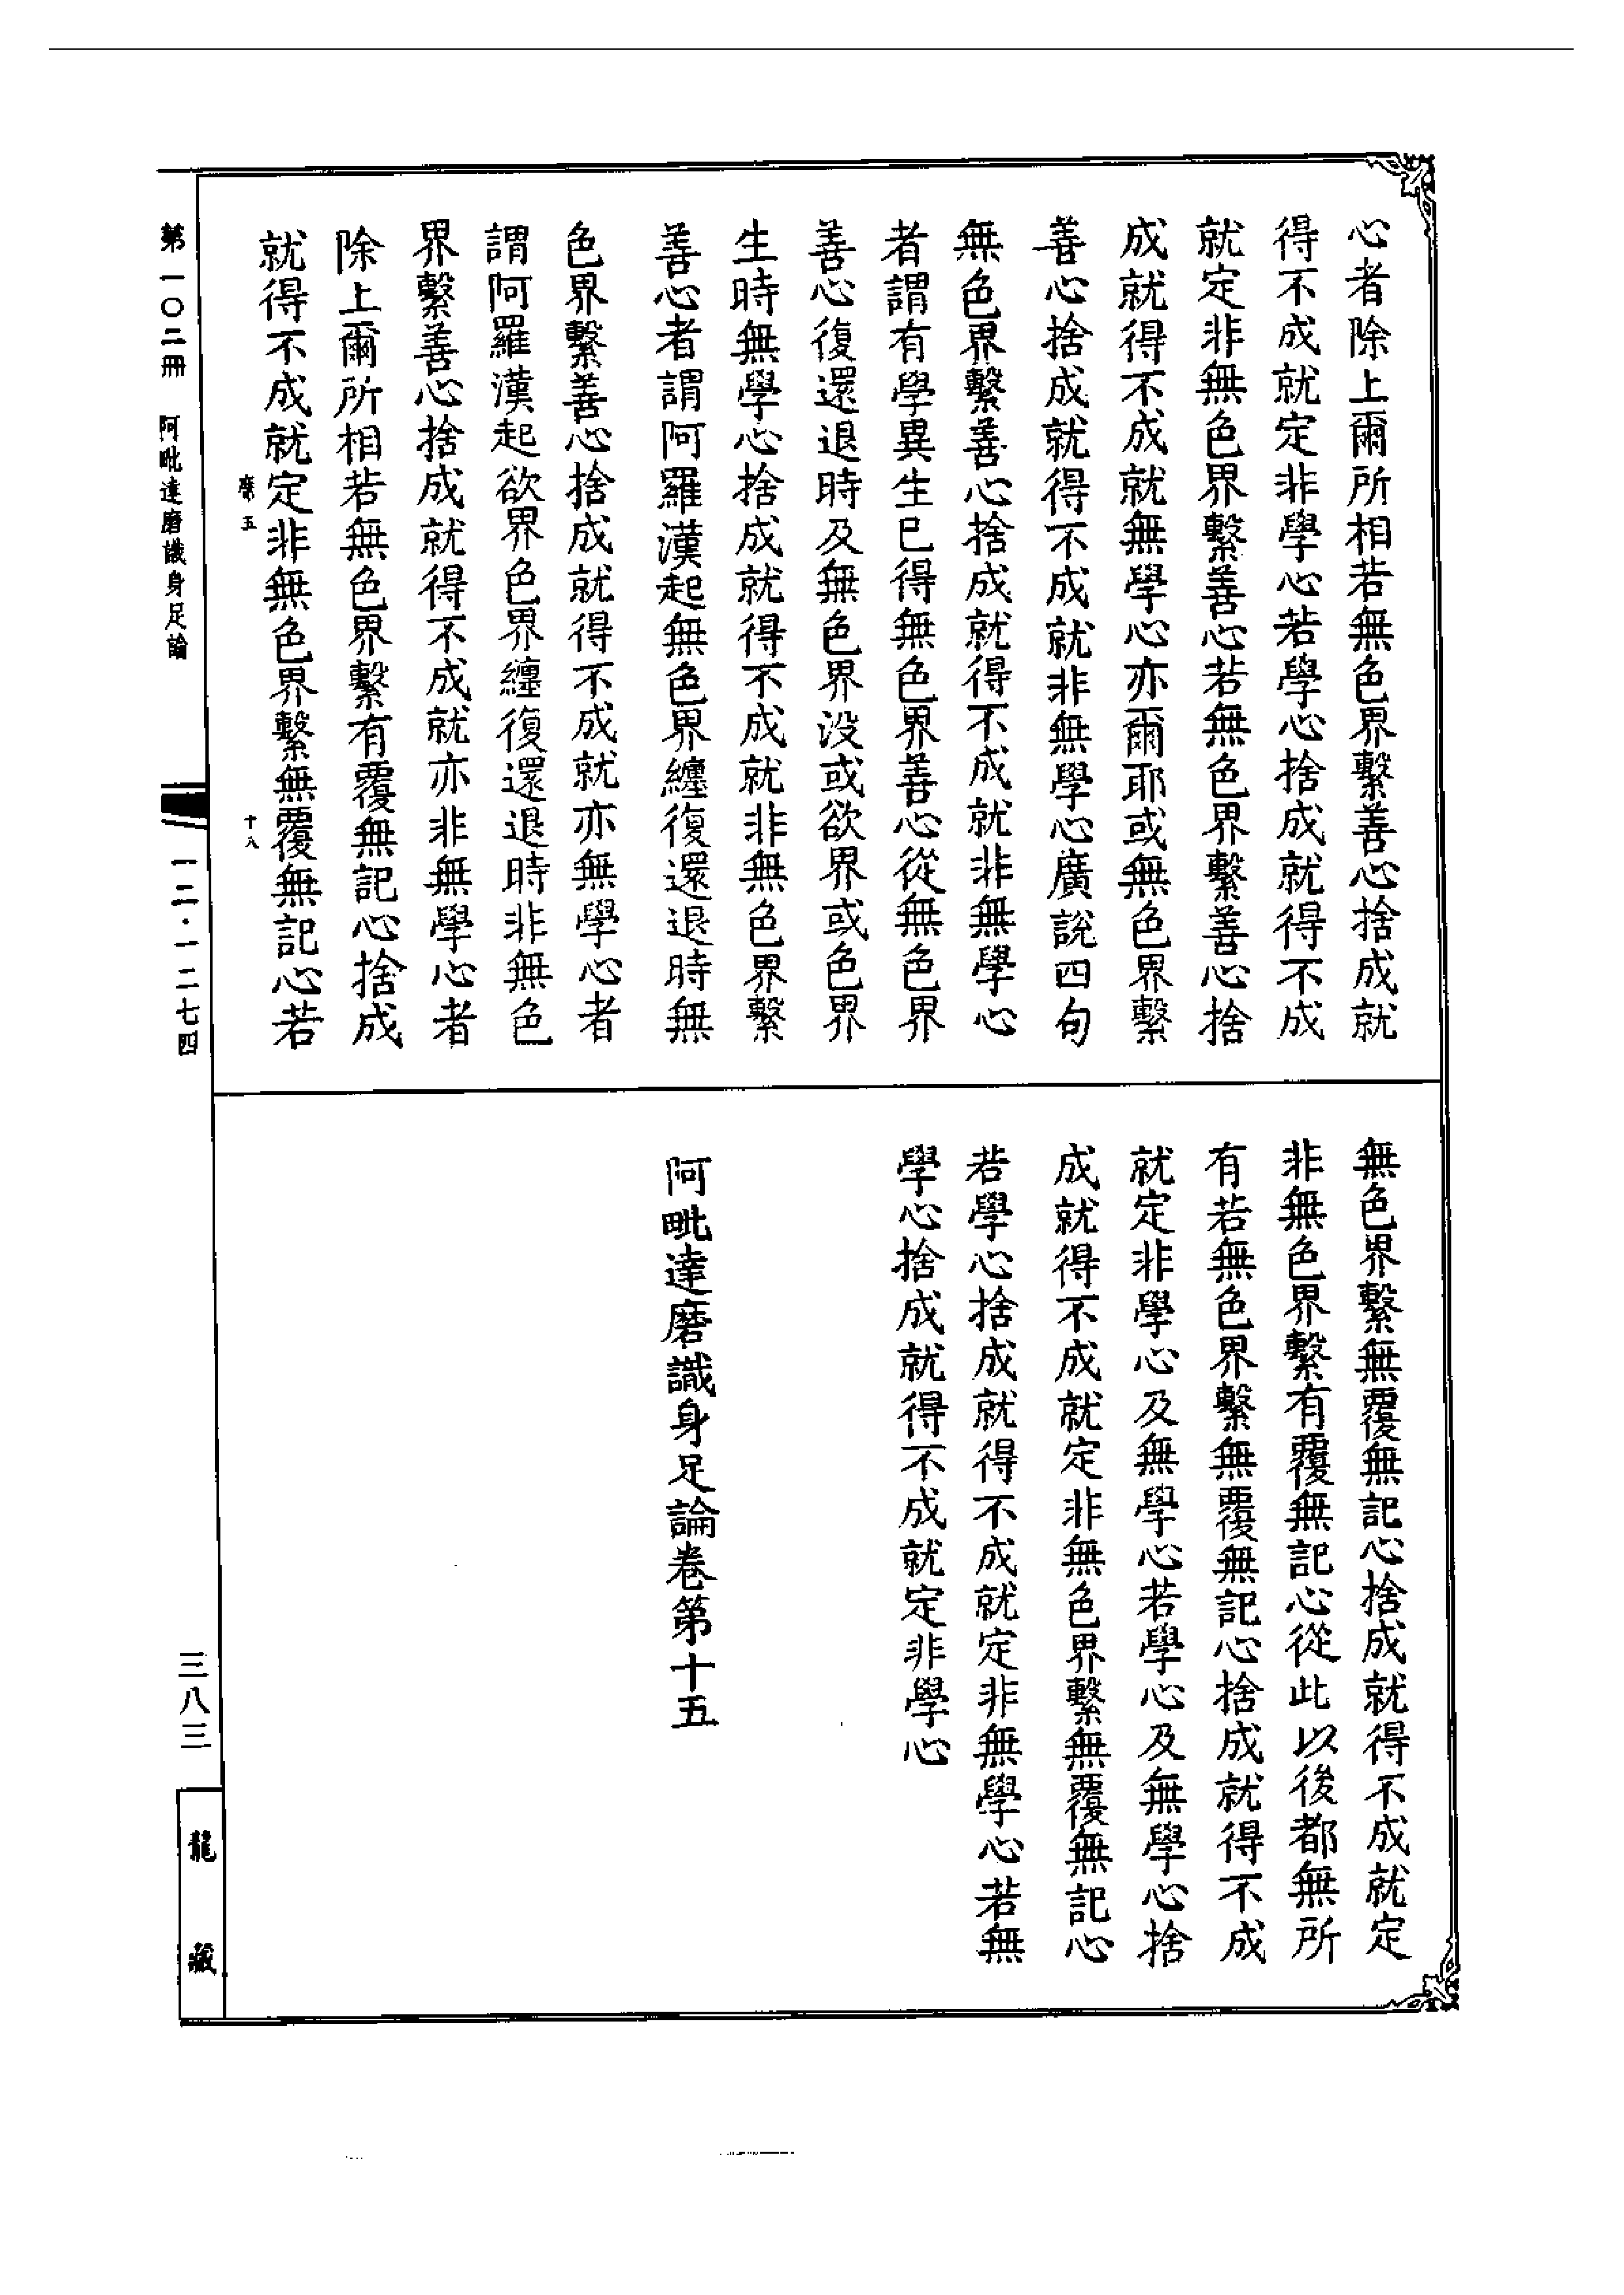 心者除上爾所相若無色界繫善心捨成就
得不成就定非學心若學心捨成就得不成
就定非無色界繫善心若無色界繫善心捨
成就得不成就無學心亦爾耶或無色界繫
善心捨成就得不成就非無學心廣說四句
無色界繫善心捨成就得不成就非無學心
者謂有學異生巳得無色界善心從無色界
善心復還退時及無色界没或欲界或色界
生時無學心捨成就得不成就非無色界繫
善心者謂阿羅漢起無色界纏復還退時無
色界繫善心捨成就得不成就亦無學心者
謂阿羅漢起欲界色界纏復還退時非無色
界繫善心捨成就得不成就亦非無學心者
除上爾所相若無色界繫有覆無記心捨成
就得不成就定非無色界繫無覆無記心若
無色界繫無覆無記心捨成就得不成就定
非無色界繫有覆無記心從此以後都無所
有若無色界繫無覆無記心捨成就得不成
就定非學心及無學心若學心及無學心捨
成就得不成就定非無色界繫無覆無記心
若學心捨成就得不成就定非無學心若無
學心捨成就得不成就定非學心
阿毗達磨識身足論卷第十五
第一〇二冊 阿毗達磨識身足論
一二·一二七四
三八三
龍藏
五
十八